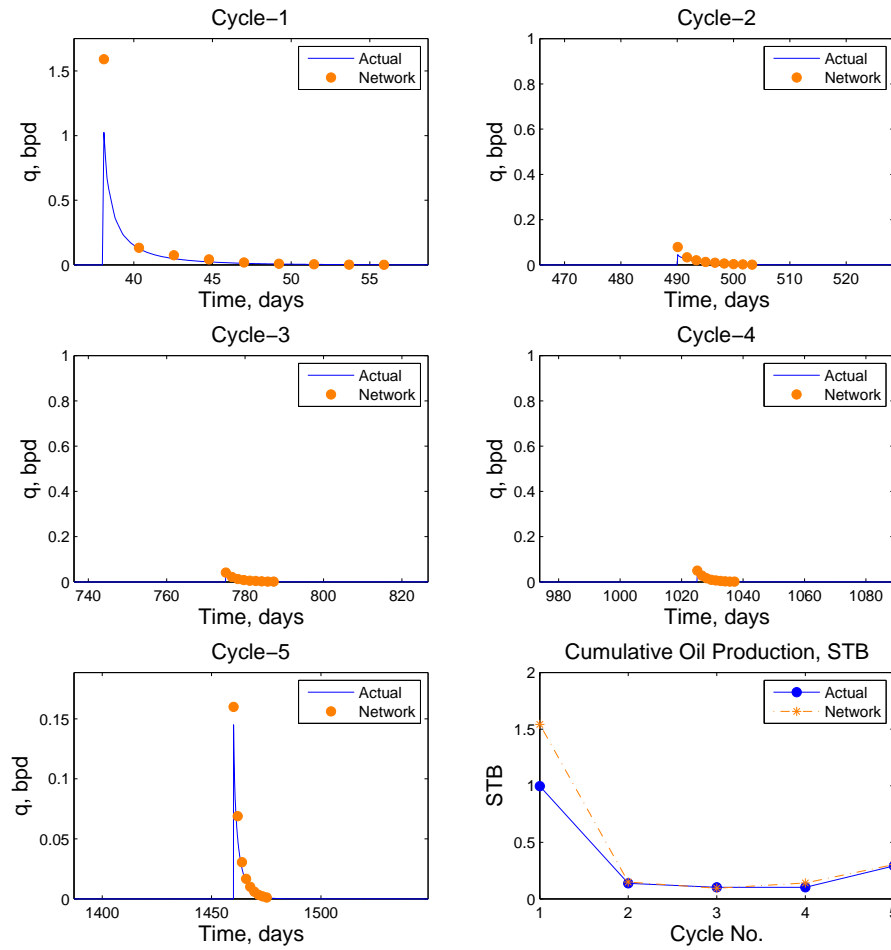 Cycle−1
Cycle−2
1.5
1
0.5
0
q, bpd
Actual
Network
40
45
50
55
Time, days
1
0.8
0.6
0.4
0.2
0
q, bpd
Actual
Network
470
480
490
500
510
520
Time, days
Cycle−3
Cycle−4
1
0.8
0.6
0.4
0.2
0
q, bpd
Actual
Network
740
760
780
800
820
Time, days
1
0.8
0.6
0.4
0.2
0
q, bpd
Actual
Network
980
1000
1020
1040
1060
1080
Time, days
Cycle−5
Cumulative Oil Production, STB
0.15
0.1
0.05
0
q, bpd
Actual
Network
1400
1450
1500
Time, days
2
1.5
1
0.5
0
STB
Actual
Network
1
2
3
4
5
Cycle No.